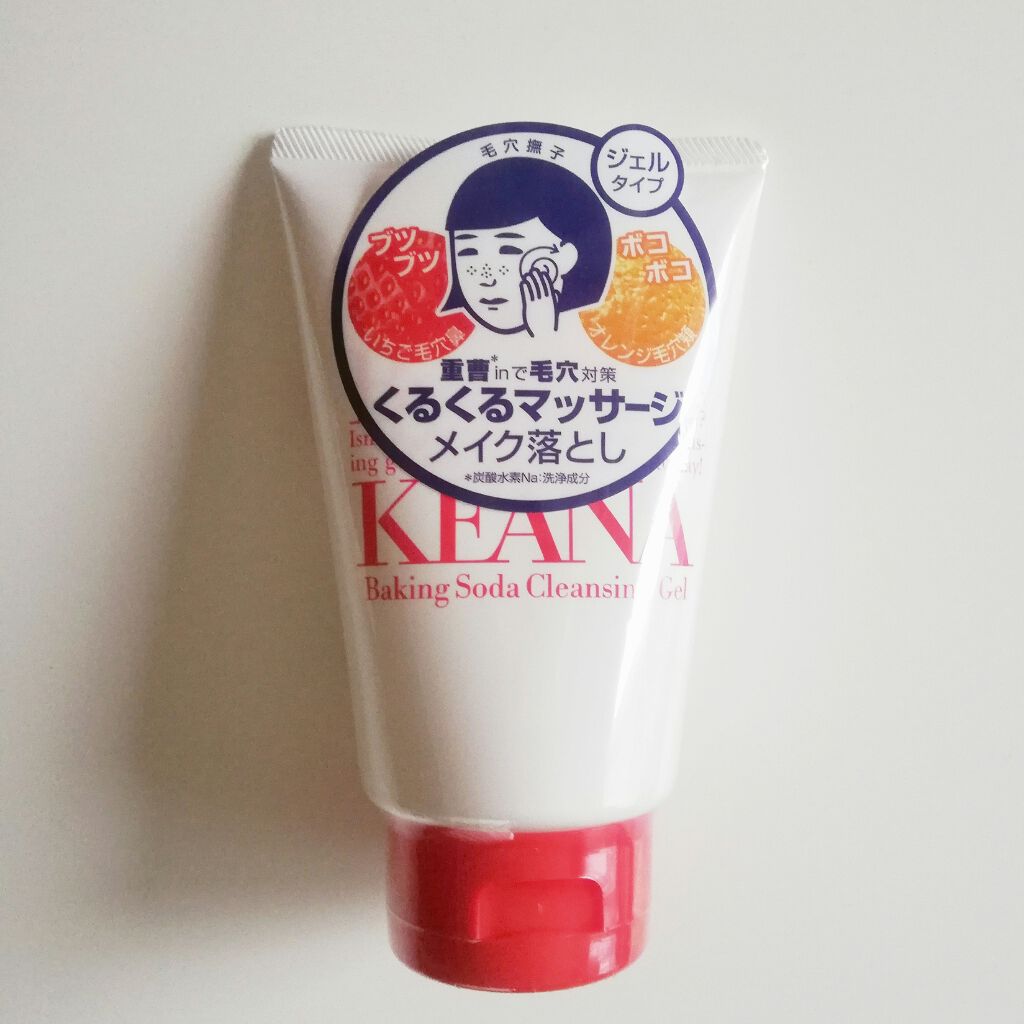 毛穴撫子
ジェル
タイプ
ブツ
ブツ
いちご毛穴鼻
ボコ
ボコ
オレンジ毛穴頬
重曹*inで毛穴対策
くるくるマッサージ
メイク落とし
*炭酸水素Na:洗浄成分
Isn
ing g
KEANA
Baking Soda Cleansing Gel